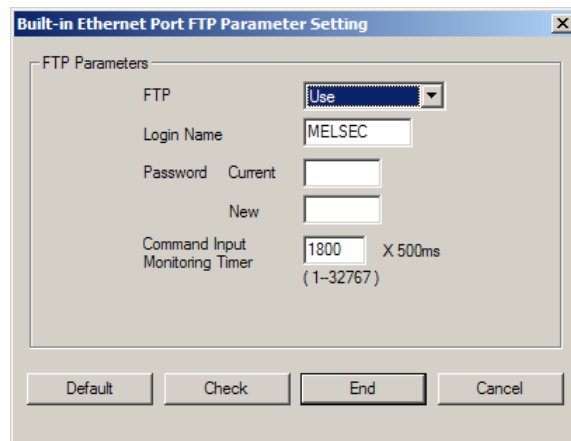 Built-in Ethernet Port FTP Parameter Setting
FTP Parameters
FTP Use
Login Name MELSEC
Password Current
New
Command Input
Monitoring Timer 1800 X 500ms
( 1--32767 )
Default Check End Cancel